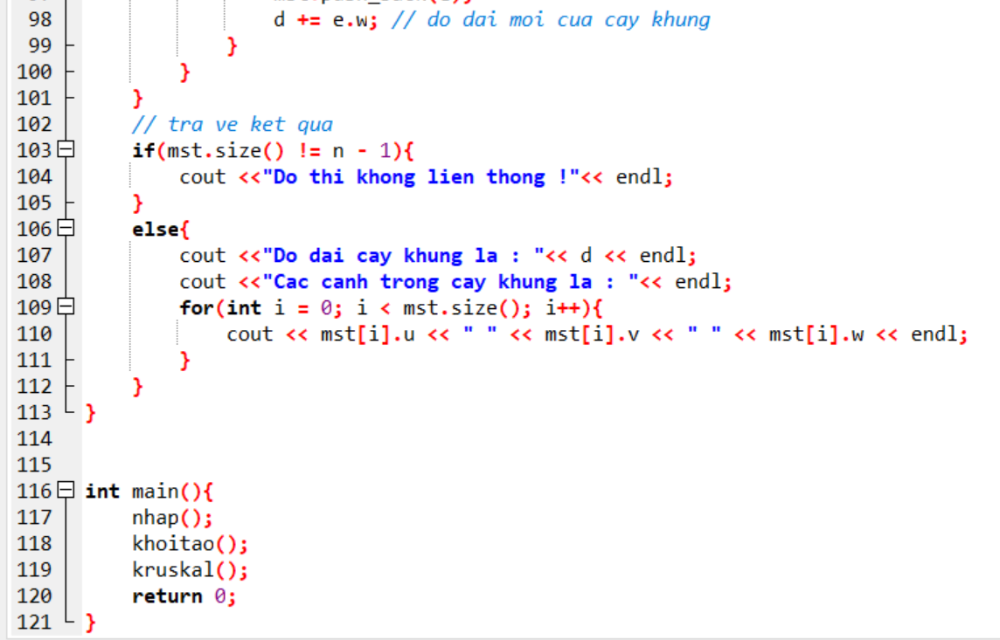 98 d += e.w; // do dai moi cua cay khung
99 }
100 }
101 }
102 // tra ve ket qua
103 if(mst.size() != n - 1){
104 cout <<"Do thi khong lien thong !"<< endl;
105 }
106 else{
107 cout <<"Do dai cay khung la : "<< d << endl;
108 cout <<"Cac canh trong cay khung la : "<< endl;
109 for(int i = 0; i < mst.size(); i++){
110 cout << mst[i].u << " " << mst[i].v << " " << mst[i].w << endl;
111 }
112 }
113 }
114
115
116 int main(){
117 nhap();
118 khoitao();
119 kruskal();
120 return 0;
121 }